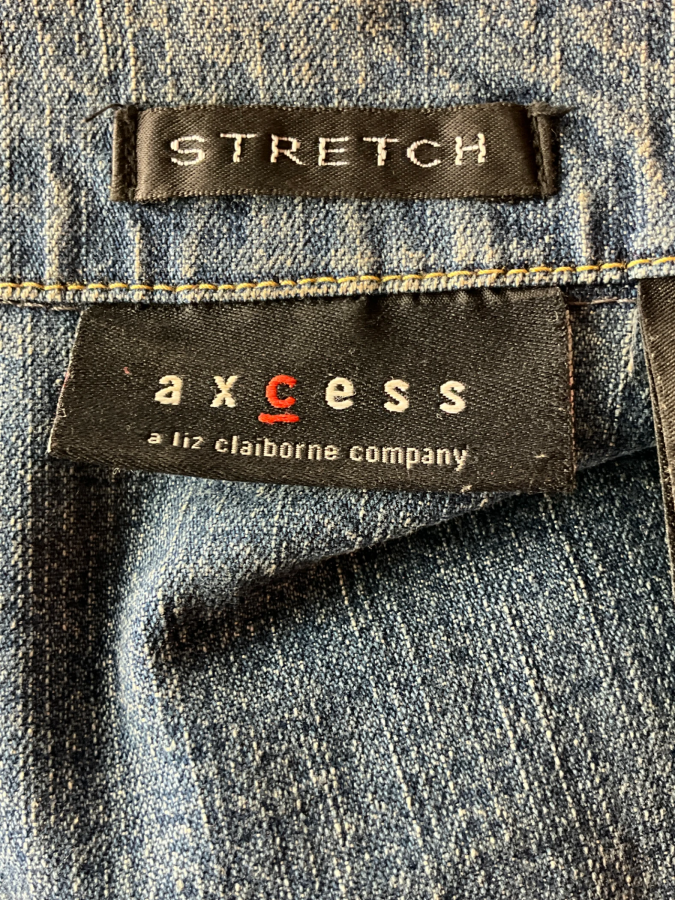 STRETCH
axcess
a liz claiborne company